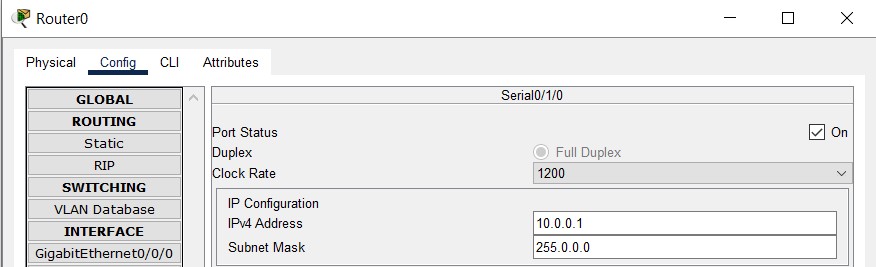 Router0
Physical Config CLI Attributes
GLOBAL
ROUTING
Static
RIP
SWITCHING
VLAN Database
INTERFACE
GigabitEthernet0/0/0
Serial0/1/0
Port Status On
Duplex Full Duplex
Clock Rate 1200
IP Configuration
IPv4 Address 10.0.0.1
Subnet Mask 255.0.0.0